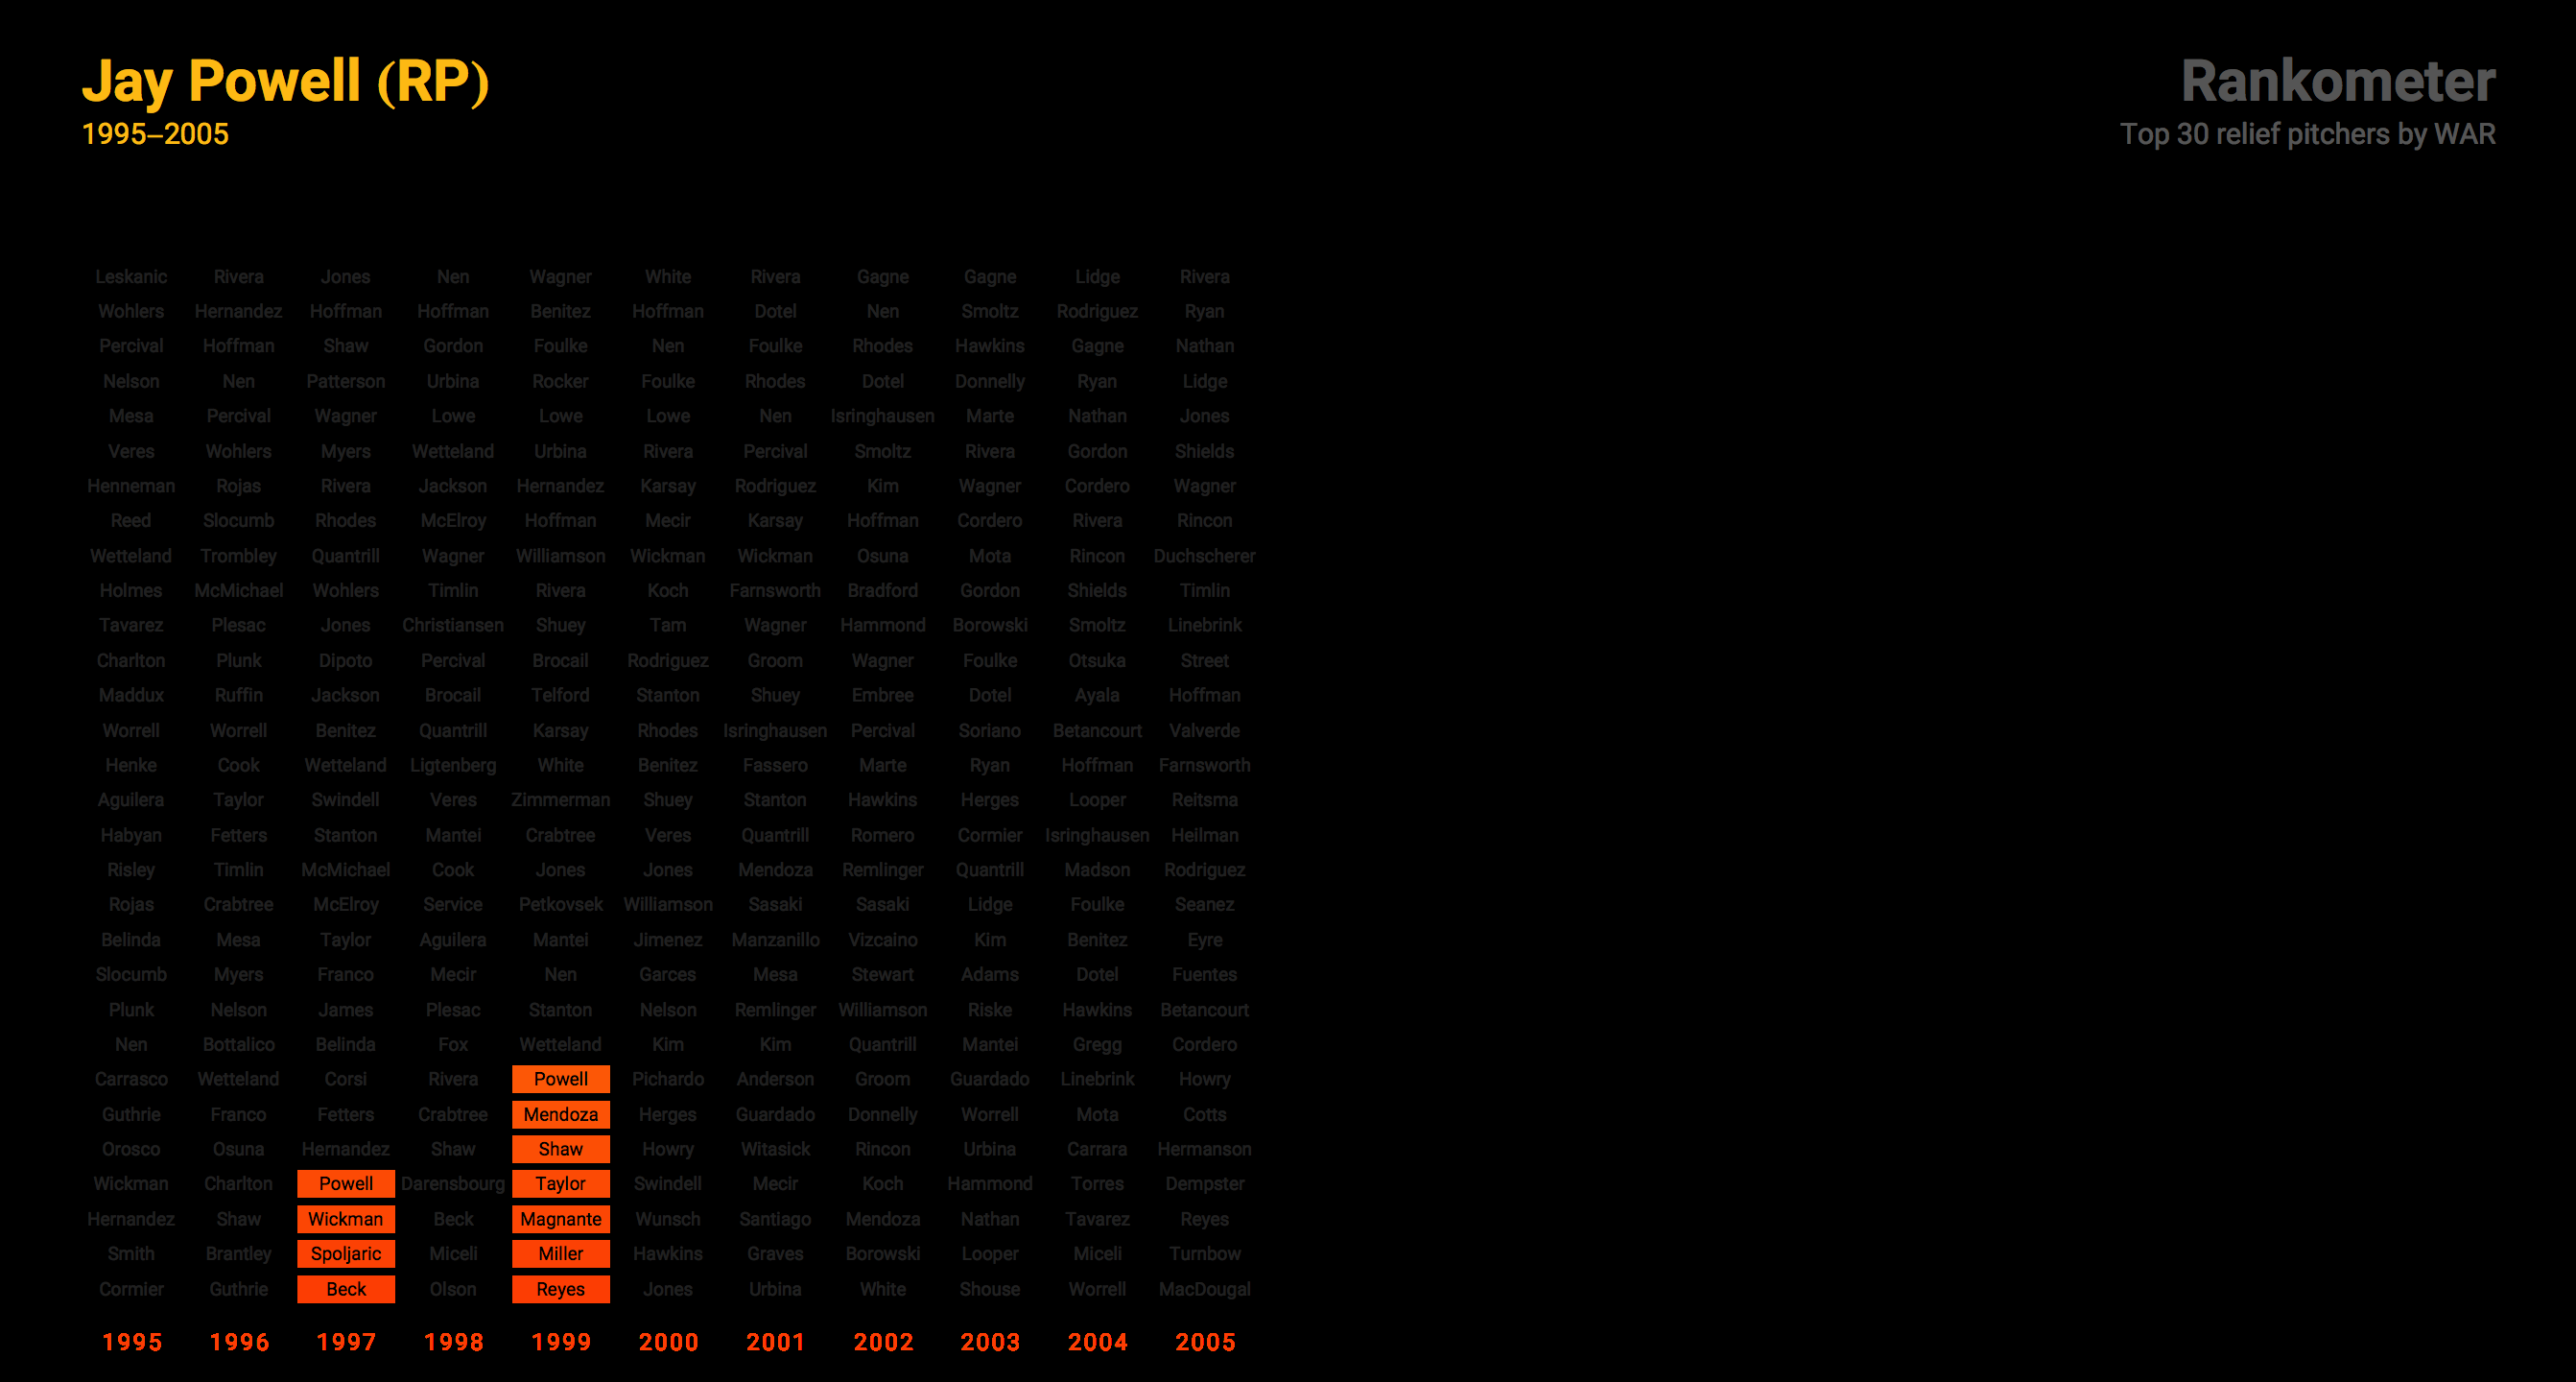 Jay Powell (RP)
1995–2005
Rankometer
Top 30 relief pitchers by WAR
Leskanic Rivera Jones Nen Wagner White Rivera Gagne Gagne Lidge Rivera
Wohlers Hernandez Hoffman Hoffman Benitez Hoffman Dotel Nen Smoltz Rodriguez Ryan
Percival Hoffman Shaw Gordon Foulke Nen Foulke Rhodes Hawkins Gagne Nathan
Nelson Nen Patterson Urbina Rocker Foulke Rhodes Dotel Donnelly Ryan Lidge
Mesa Percival Wagner Lowe Lowe Lowe Nen Isringhausen Marte Nathan Jones
Veres Wohlers Myers Wetteland Urbina Rivera Percival Smoltz Rivera Gordon Shields
Henneman Rojas Rivera Jackson Hernandez Karsay Rodriguez Kim Wagner Cordero Wagner
Reed Slocumb Rhodes McElroy Hoffman Mecir Karsay Hoffman Cordero Rivera Rincon
Wetteland Trombley Quantrill Wagner Williamson Wickman Wickman Osuna Mota Rincon Duchscherer
Holmes McMichael Wohlers Timlin Rivera Koch Farnsworth Bradford Gordon Shields Timlin
Tavarez Plesac Jones Christiansen Shuey Tam Wagner Hammond Borowski Smoltz Linebrink
Charlton Plunk Dipoto Percival Brocail Rodriguez Groom Wagner Foulke Otsuka Street
Maddux Ruffin Jackson Brocail Telford Stanton Shuey Embree Dotel Ayala Hoffman
Worrell Worrell Benitez Quantrill Karsay Rhodes Isringhausen Percival Soriano Betancourt Valverde
Henke Cook Wetteland Ligtenberg White Benitez Fassero Marte Ryan Hoffman Farnsworth
Aguilera Taylor Swindell Veres Zimmerman Shuey Stanton Hawkins Herges Looper Reitsma
Habyan Fetters Stanton Mantei Crabtree Veres Quantrill Romero Cormier Isringhausen Heilman
Risley Timlin McMichael Cook Jones Jones Mendoza Remlinger Quantrill Madson Rodriguez
Rojas Crabtree McElroy Service Petkovsek Williamson Sasaki Sasaki Lidge Foulke Seanez
Belinda Mesa Taylor Aguilera Mantei Jimenez Manzanillo Vizcaino Kim Benitez Eyre
Slocumb Myers Franco Mecir Nen Garces Mesa Stewart Adams Dotel Fuentes
Plunk Nelson James Plesac Stanton Nelson Remlinger Williamson Riske Hawkins Betancourt
Nen Bottalico Belinda Fox Wetteland Kim Kim Quantrill Mantei Gregg Cordero
Carrasco Wetteland Corsi Rivera Powell Pichardo Anderson Groom Guardado Linebrink Howry
Guthrie Franco Fetters Crabtree Mendoza Herges Guardado Donnelly Worrell Mota Cotts
Orosco Osuna Hernandez Shaw Shaw Howry Witasick Rincon Urbina Carrara Hermanson
Wickman Charlton Powell Darensbourg Taylor Swindell Mecir Koch Hammond Torres Dempster
Hernandez Shaw Wickman Beck Magnante Wunsch Santiago Mendoza Nathan Tavarez Reyes
Smith Brantley Spoljaric Miceli Miller Hawkins Graves Borowski Looper Miceli Turnbow
Cormier Guthrie Beck Olson Reyes Jones Urbina White Shouse Worrell MacDougal
1995 1996 1997 1998 1999 2000 2001 2002 2003 2004 2005